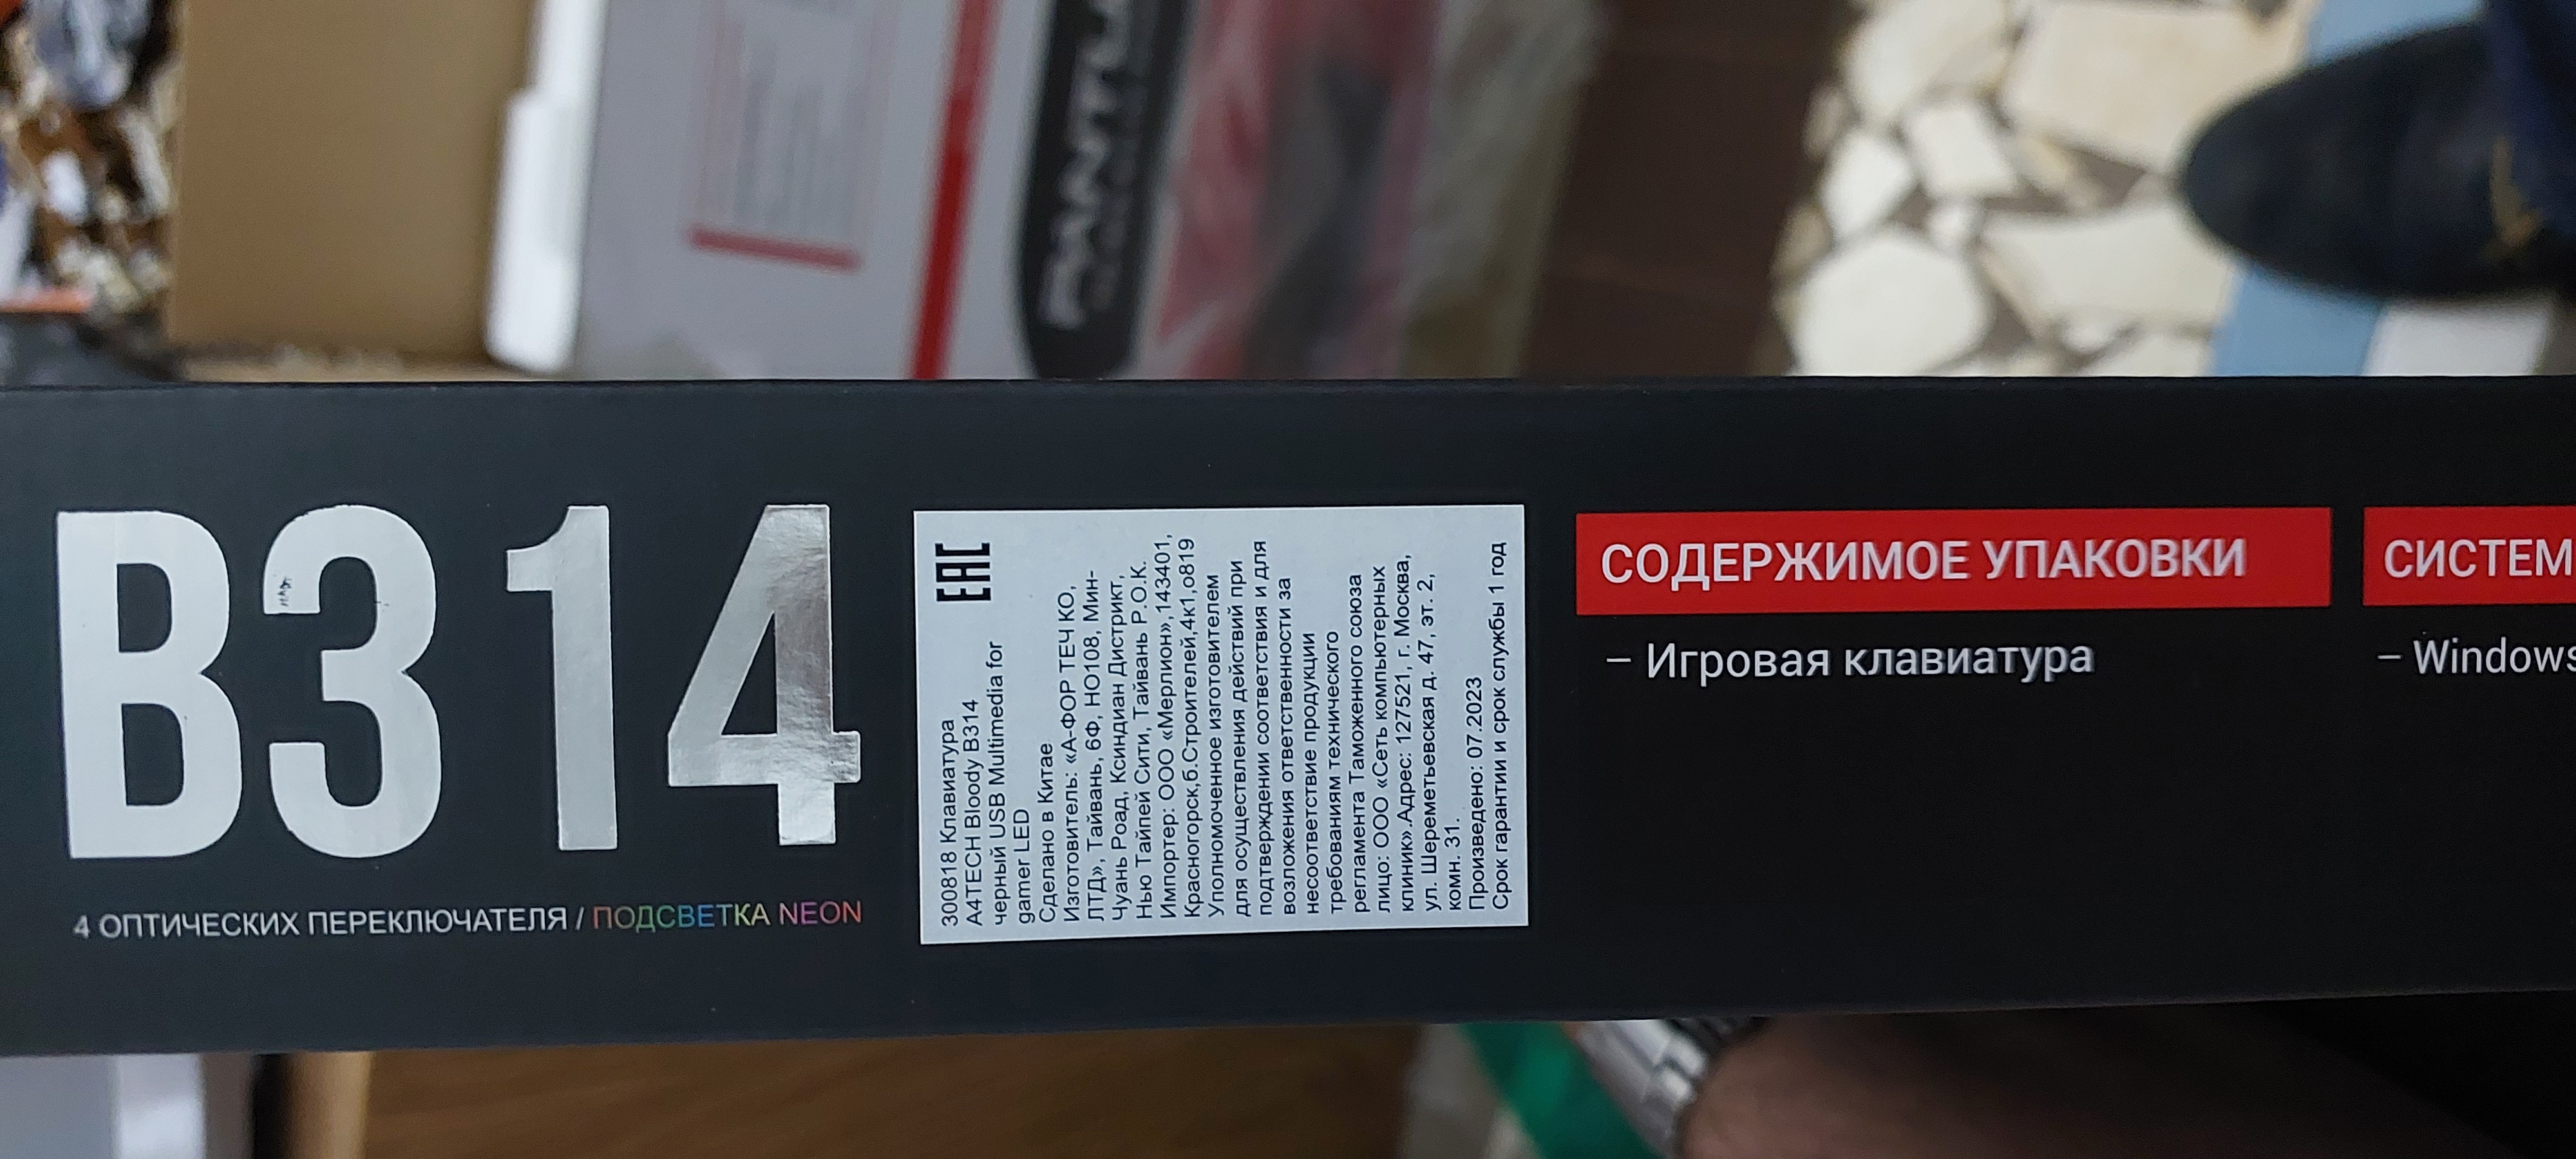 B314
4 ОПТИЧЕСКИХ ПЕРЕКЛЮЧАТЕЛЯ / ПОДСВЕТКА NEON
EAC
300818 Клавиатура
A4TECH Bloody B314
черный USB Multimedia for
gamer LED
Сделано в Китае
Изготовитель: «А-ФОР ТЕЧ КО,
ЛТД», Тайвань, 6Ф, НО108, Мин-
Чуань Роад, Ксиндиан Дистрикт,
Нью Тайпей Сити, Тайвань Р.О.К.
Импортер: ООО «Мерлион»,143401,
Красногорск,б.Строителей,4к1,о819
Уполномоченное изготовителем
для осуществления действий при
подтверждении соответствия и для
возложения ответственности за
несоответствие продукции
требованиям технического
регламента Таможенного союза
лицо: ООО «Сеть компьютерных
клиник».Адрес: 127521, г. Москва,
ул. Шереметьевская д. 47, эт. 2,
комн. 31.
Произведено: 07.2023
Срок гарантии и срок службы 1 год
СОДЕРЖИМОЕ УПАКОВКИ
– Игровая клавиатура
СИСТЕМ
– Windows